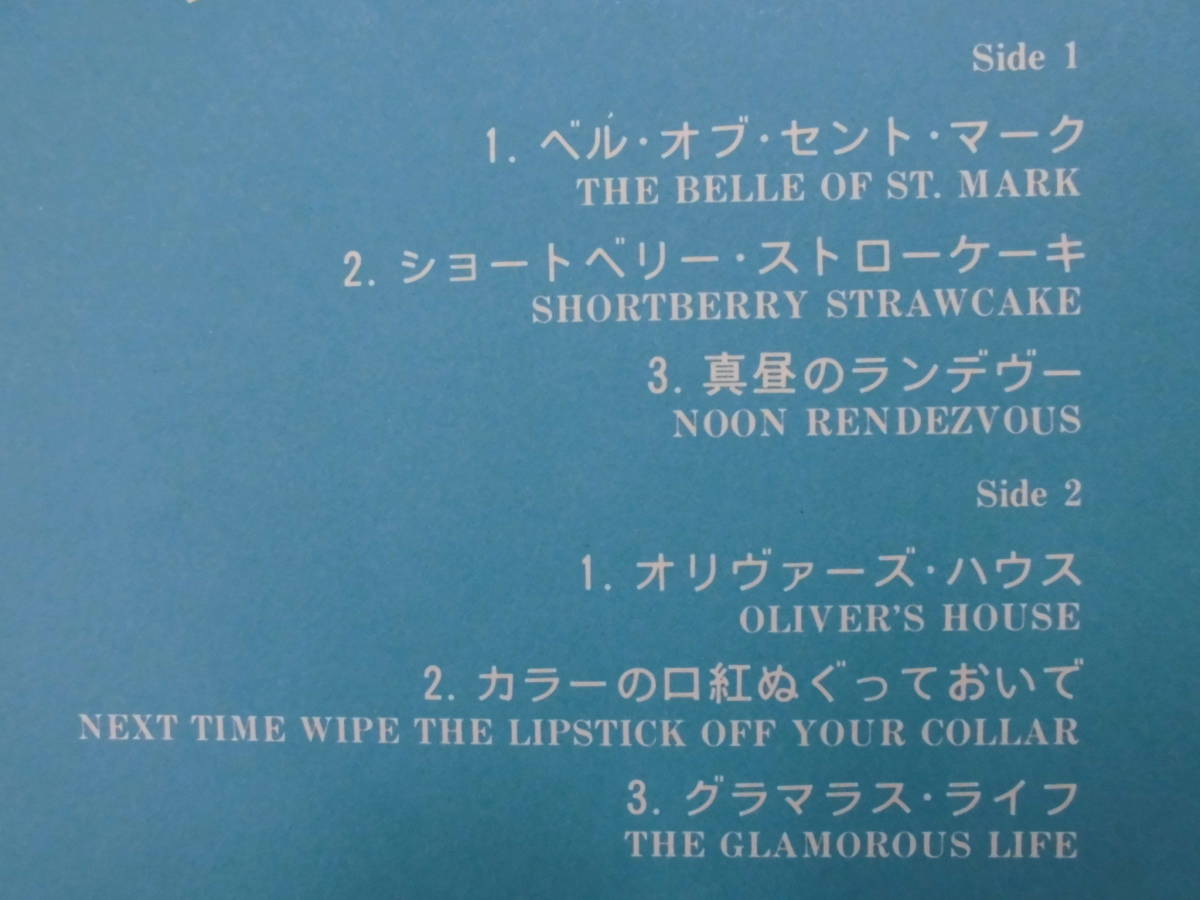 Side 1
1. ベル・オブ・セント・マーク
THE BELLE OF ST. MARK
2. ショートベリー・ストローケーキ
SHORTBERRY STRAWCAKE
3. 真昼のランデヴー
NOON RENDEZVOUS
Side 2
1. オリヴァーズ・ハウス
OLIVER'S HOUSE
2. カラーの口紅ぬぐっておいで
NEXT TIME WIPE THE LIPSTICK OFF YOUR COLLAR
3. グラマラス・ライフ
THE GLAMOROUS LIFE